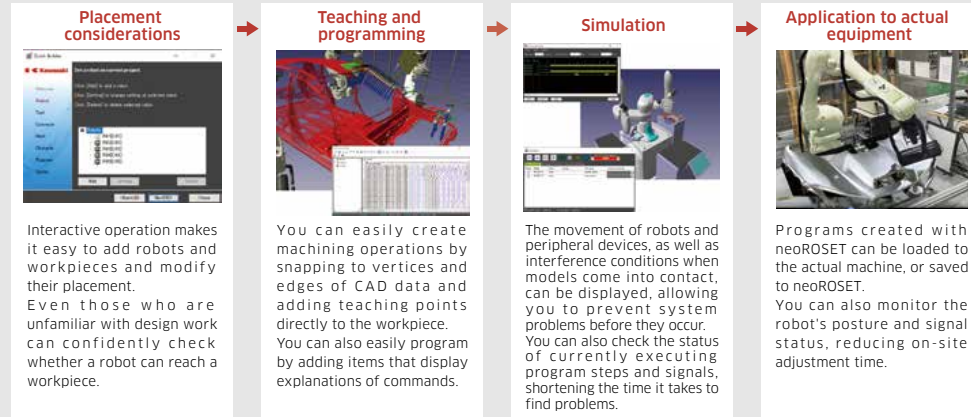 Placement
considerations
Kawasaki
Interactive operation makes
it easy to add robots and
workpieces and modify
their placement.
Even those who are
unfamiliar with design work
can confidently check
whether a robot can reach a
workpiece.
Teaching and
programming
You can easily create
machining operations by
snapping to vertices and
edges of CAD data and
adding teaching points
directly to the workpiece.
You can also easily program
by adding items that display
explanations of commands.
Simulation
The movement of robots and
peripheral devices, as well as
interference conditions when
models come into contact,
can be displayed, allowing
you to prevent system
problems before they occur.
You can also check the status
of currently executing
program steps and signals,
shortening the time it takes to
find problems.
Application to actual
equipment
Programs created with
neoROSET can be loaded to
the actual machine, or saved
to neoROSET.
You can also monitor the
robot's posture and signal
status, reducing on-site
adjustment time.